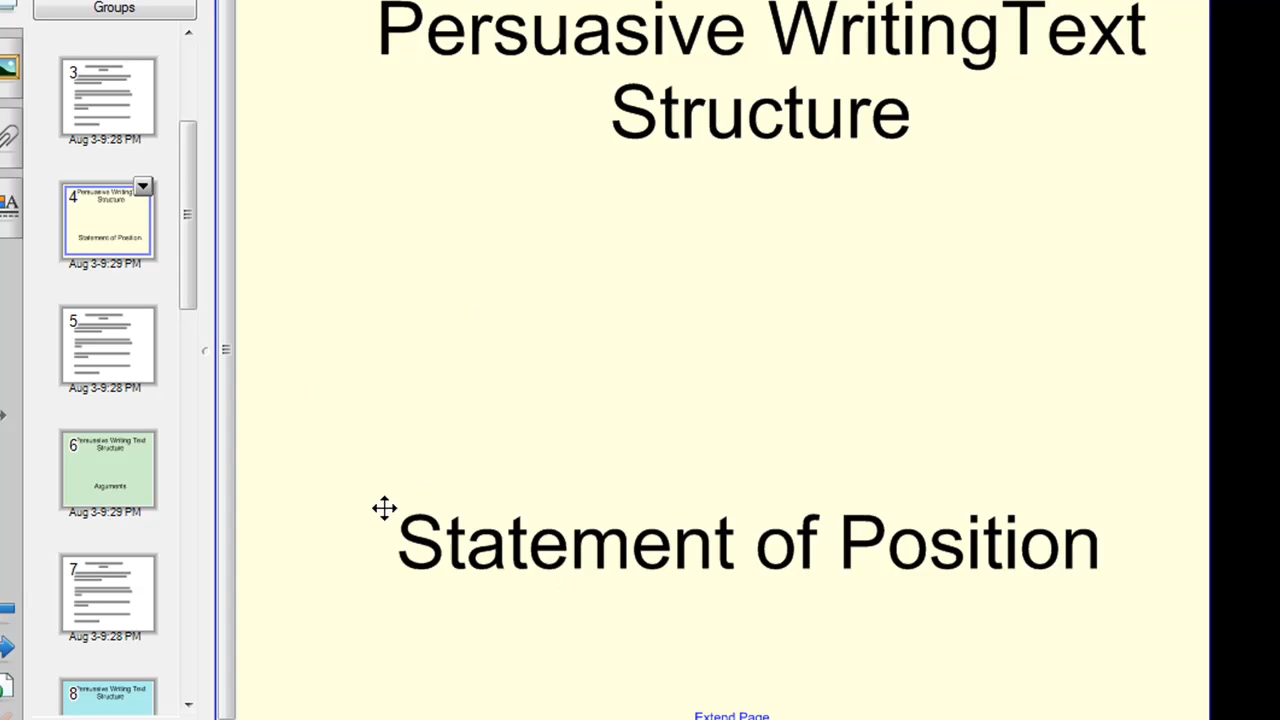 Groups
3
Aug 3-9:28 PM
4
Persuasive Writing
Structure
Statement of Position
Aug 3-9:29 PM
5
Aug 3-9:28 PM
6
Persuasive Writing Text
Structure
Arguments
Aug 3-9:29 PM
7
Aug 3-9:28 PM
8
Persuasive Writing Text
Structure
Persuasive WritingText
Structure
Statement of Position
Extend Page